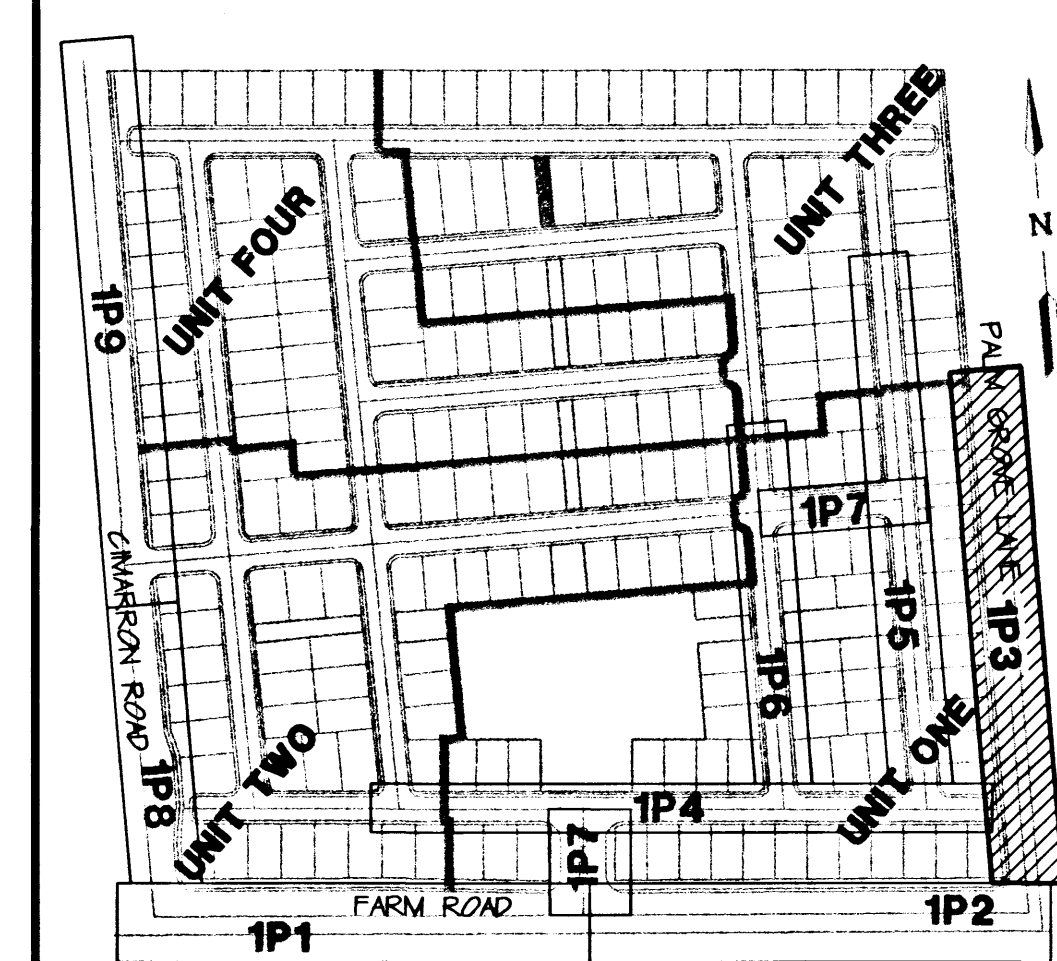 UNIT THREE
UNIT FOUR
N
1P9
PALM GROVE LANE
1P7
CIMARRON ROAD
1P5
1P3
1P6
UNIT TWO
UNIT ONE
1P8
1P4
1P7
FARM ROAD
1P1
1P2